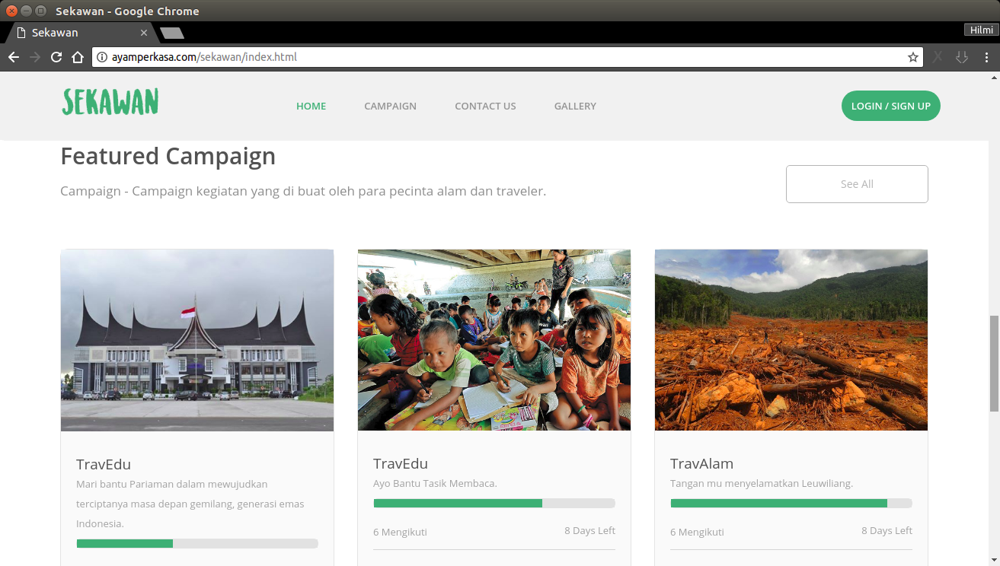 Sekawan - Google Chrome
Sekawan
Hilmi
ayamperkasa.com/sekawan/index.html
SEKAWAN
HOME
CAMPAIGN
CONTACT US
GALLERY
LOGIN / SIGN UP
Featured Campaign
Campaign - Campaign kegiatan yang di buat oleh para pecinta alam dan traveler.
See All
TravEdu
Mari bantu Pariaman dalam mewujudkan
terciptanya masa depan gemilang, generasi emas
Indonesia.
TravEdu
Ayo Bantu Tasik Membaca.
6 Mengikuti
8 Days Left
TravAlam
Tangan mu menyelamatkan Leuwiliang.
6 Mengikuti
8 Days Left